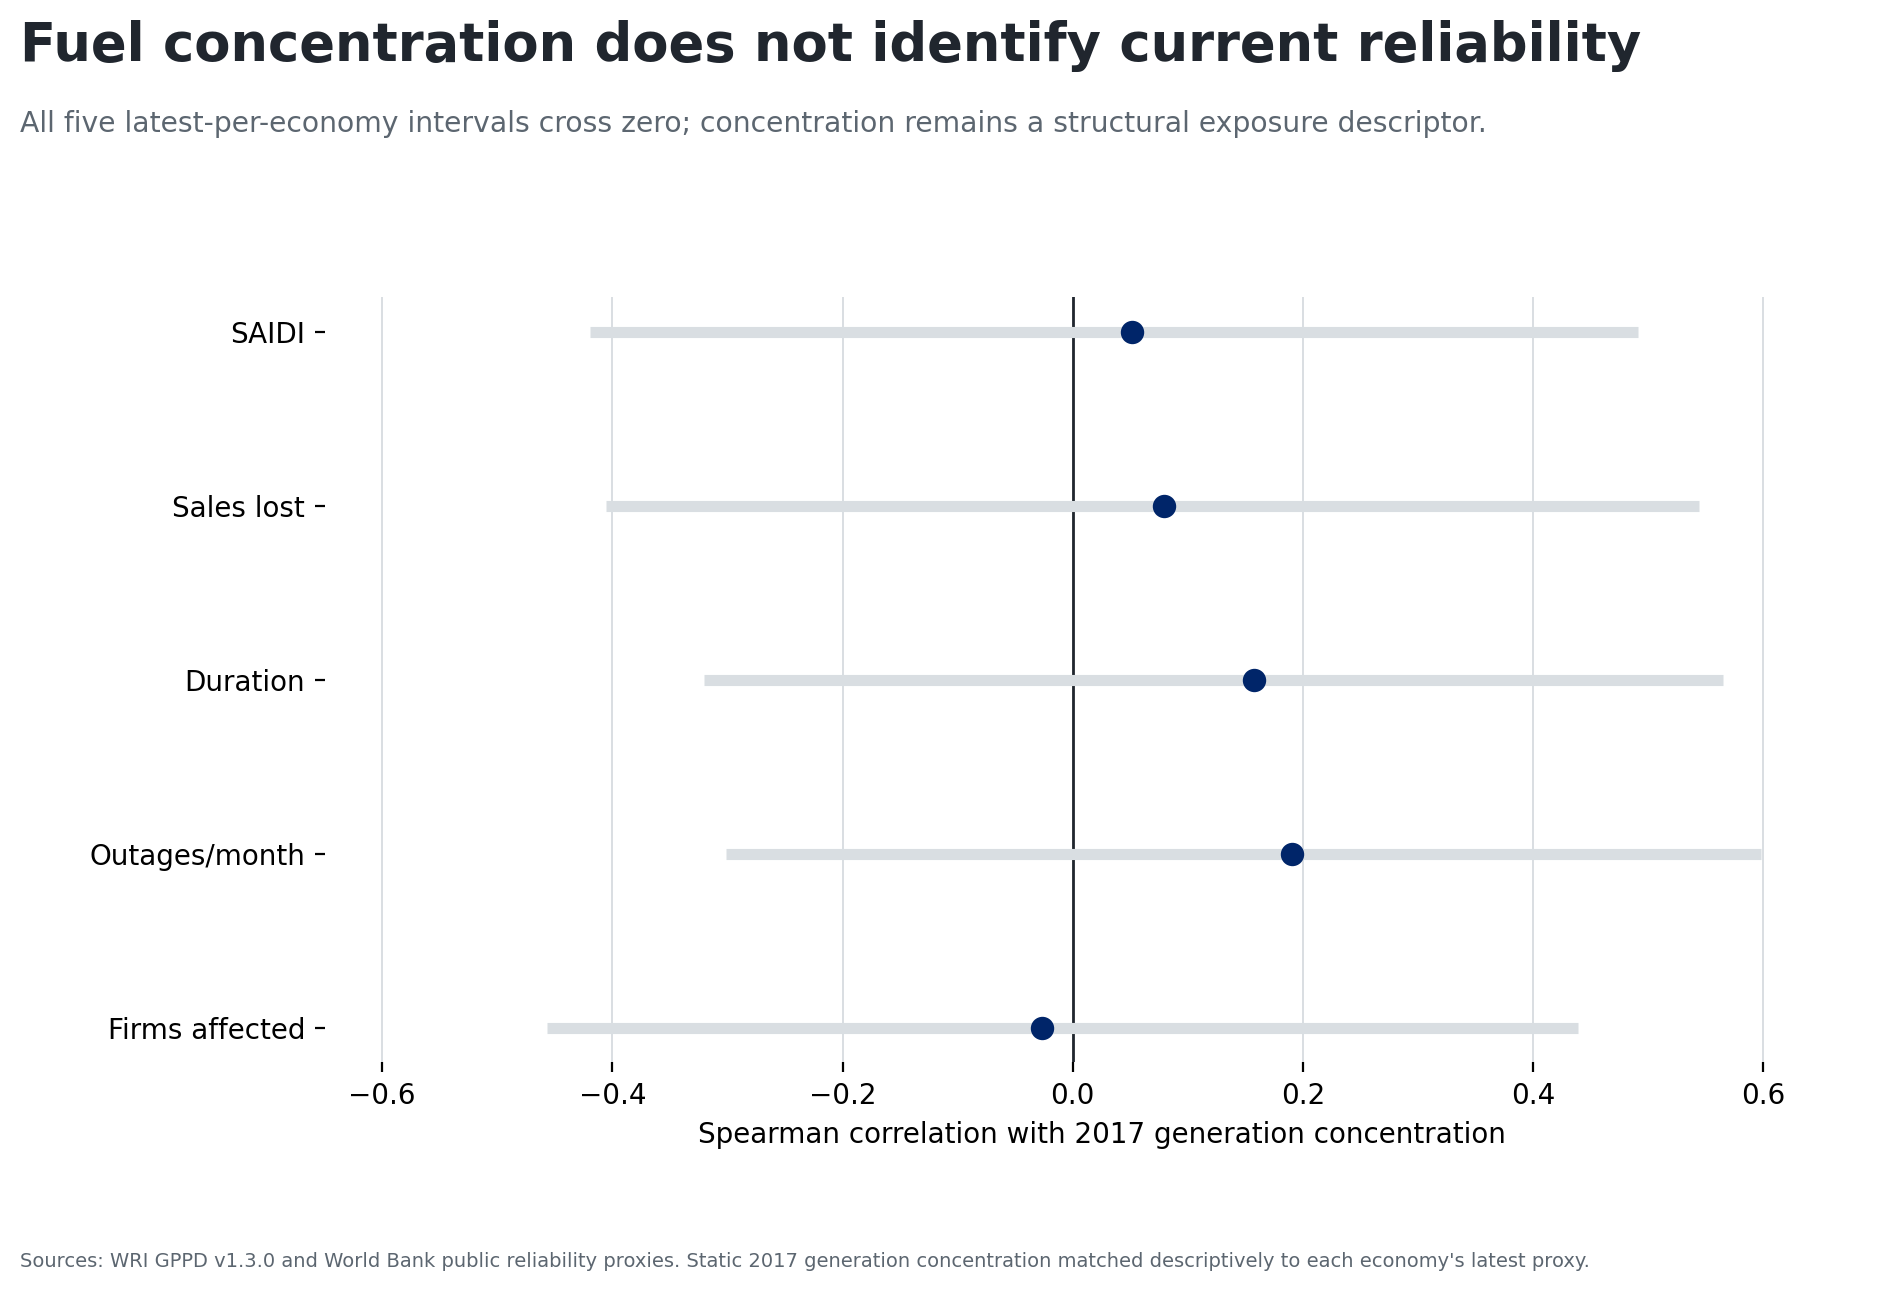 Fuel concentration does not identify current reliability
All five latest-per-economy intervals cross zero; concentration remains a structural exposure descriptor.
SAIDI
Sales lost
Duration
Outages/month
Firms affected
−0.6 −0.4 −0.2 0.0 0.2 0.4 0.6
Spearman correlation with 2017 generation concentration
Sources: WRI GPPD v1.3.0 and World Bank public reliability proxies. Static 2017 generation concentration matched descriptively to each economy's latest proxy.